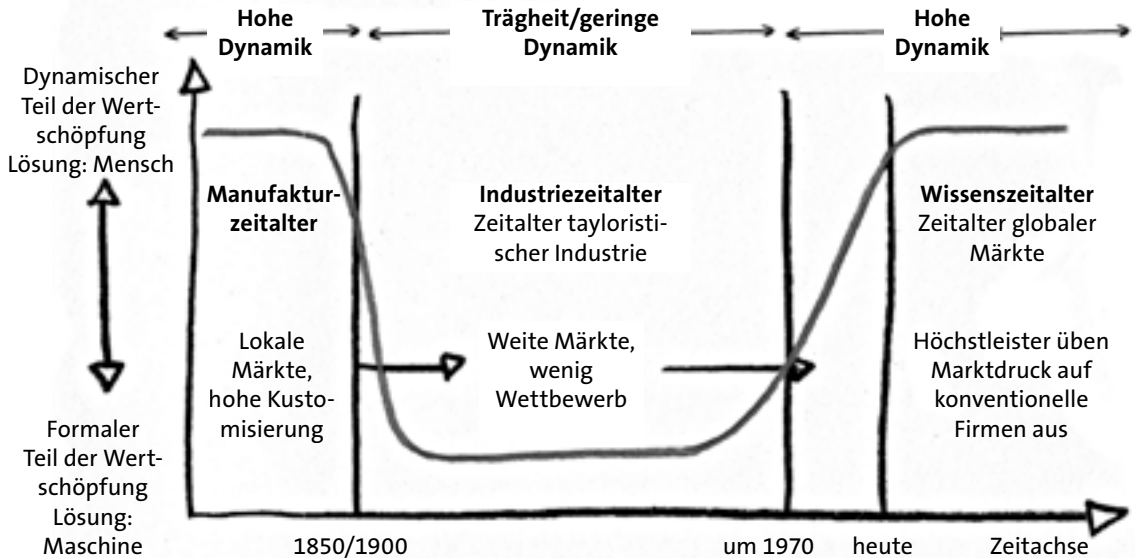 Hohe
Dynamik
Trägheit/geringe
Dynamik
Hohe
Dynamik
Dynamischer
Teil der Wert-
schöpfung
Lösung: Mensch
Manufaktur-
zeitalter
Industriezeitalter
Zeitalter tayloristi-
scher Industrie
Wissenszeitalter
Zeitalter globaler
Märkte
Lokale
Märkte,
hohe Kusto-
misierung
Weite Märkte,
wenig
Wettbewerb
Höchstleister üben
Marktdruck auf
konventionelle
Firmen aus
Formaler
Teil der Wert-
schöpfung
Lösung:
Maschine
1850/1900
um 1970
heute
Zeitachse